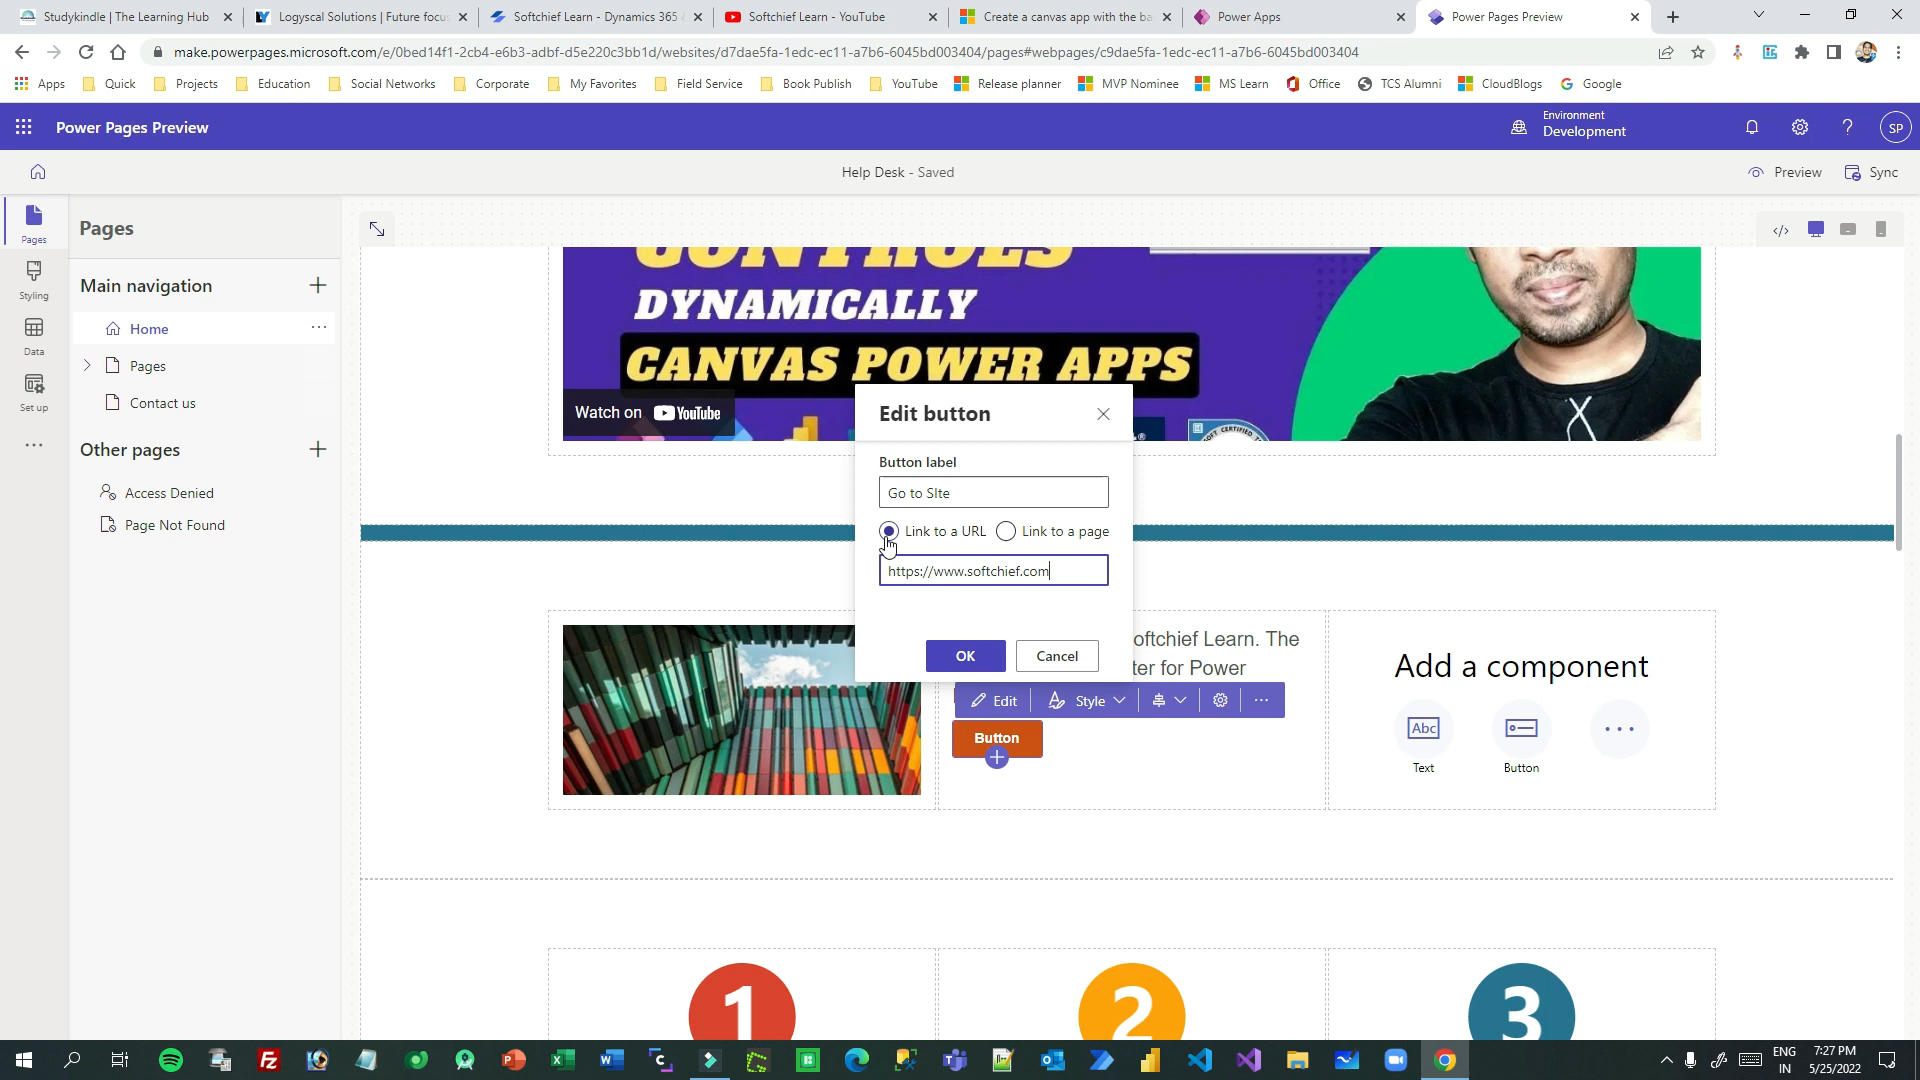 Studykindle | The Learning Hub
Logyscal Solutions | Future focus
Softchief Learn - Dynamics 365
Softchief Learn - YouTube
Create a canvas app with the ba
Power Apps
Power Pages Preview
make.powerpages.microsoft.com/e/0bed14f1-2cb4-e6b3-adbf-d5e220c3bb1d/websites/d7dae5fa-1edc-ec11-a7b6-6045bd003404/pages#webpages/c9dae5fa-1edc-ec11-a7b6-6045bd003404
Apps Quick Projects Education Social Networks Corporate My Favorites Field Service Book Publish YouTube Release planner MVP Nominee MS Learn Office TCS Alumni CloudBlogs Google
Power Pages Preview
Environment
Development
SP
Help Desk - Saved
Preview Sync
Pages
Styling
Data
Set up
Pages
Main navigation
Home
Pages
Contact us
Other pages
Access Denied
Page Not Found
CONTROLS
DYNAMICALLY
CANVAS POWER APPS
Watch on YouTube
Edit button
Button label
Go to SIte
Link to a URL Link to a page
https://www.softchief.com
OK Cancel
oftchief Learn. The
ter for Power
Edit Style
Button
Add a component
Abc
Text Button
1 2 3
ENG
IN
7:27 PM
5/25/2022